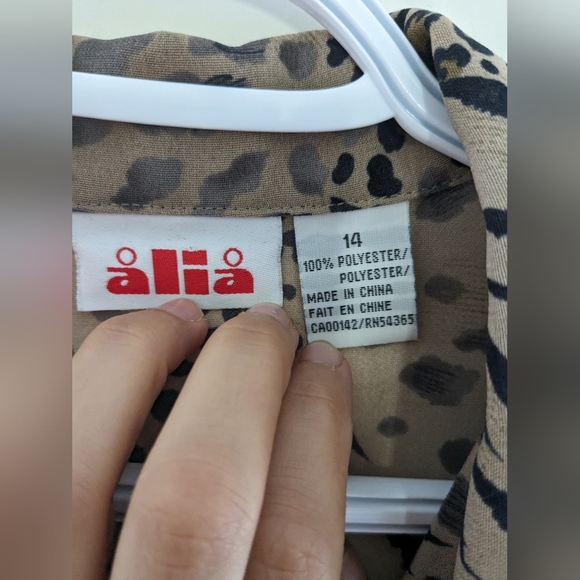 alia
14
100% POLYESTER/
POLYESTER/
MADE IN CHINA
FAIT EN CHINE
CA00142/RN54365